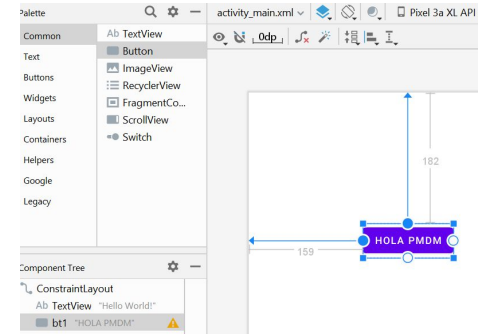 Palette
activity_main.xml
Pixel 3a XL API
Common
Text
Buttons
Widgets
Layouts
Containers
Helpers
Google
Legacy
Ab TextView
Button
ImageView
RecyclerView
FragmentCo...
ScrollView
Switch
0dp
182
159
HOLA PMDM
Component Tree
ConstraintLayout
Ab TextView "Hello World!"
bt1 "HOLA PMDM"